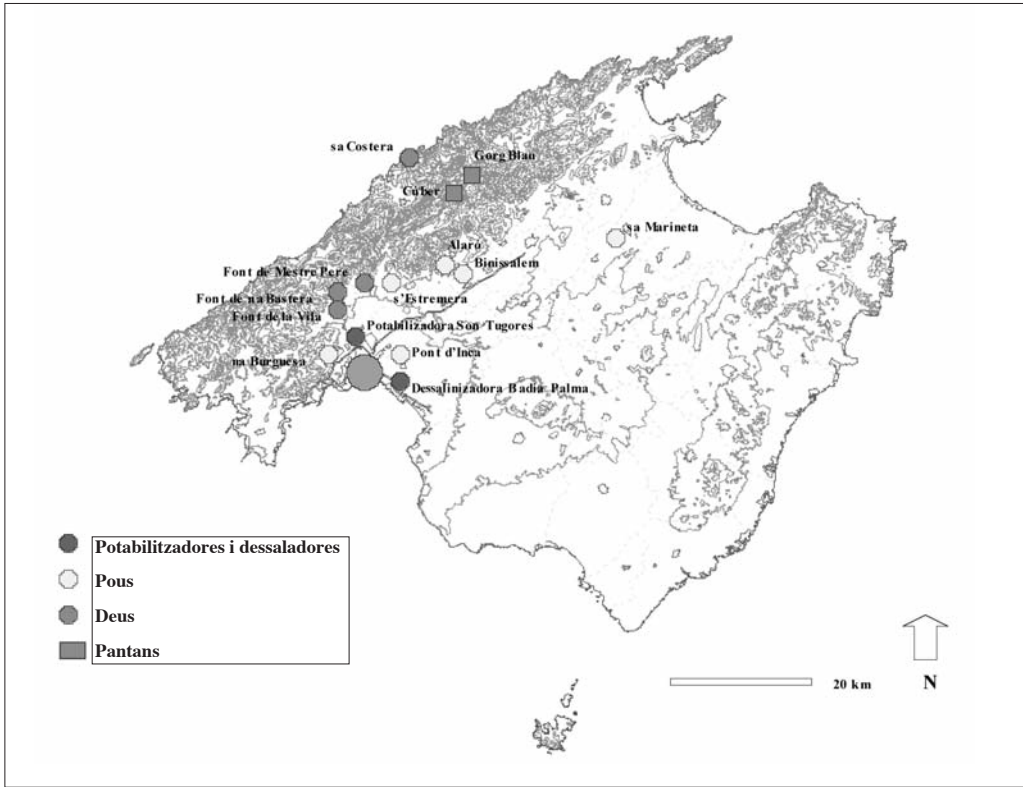 sa Costera
Gorg Blau
Cúber
sa Marineta
Alaró
Binissalem
Font de Mestre Pere
s'Estremera
Font de na Bastera
Font de la Vila
Potabilizadora Son Tugores
na Burguesa
Pont d'Inca
Dessalinizadora Badia Palma
Potabilitzadores i dessaladores
Pous
Deus
Pantans
20 km
N